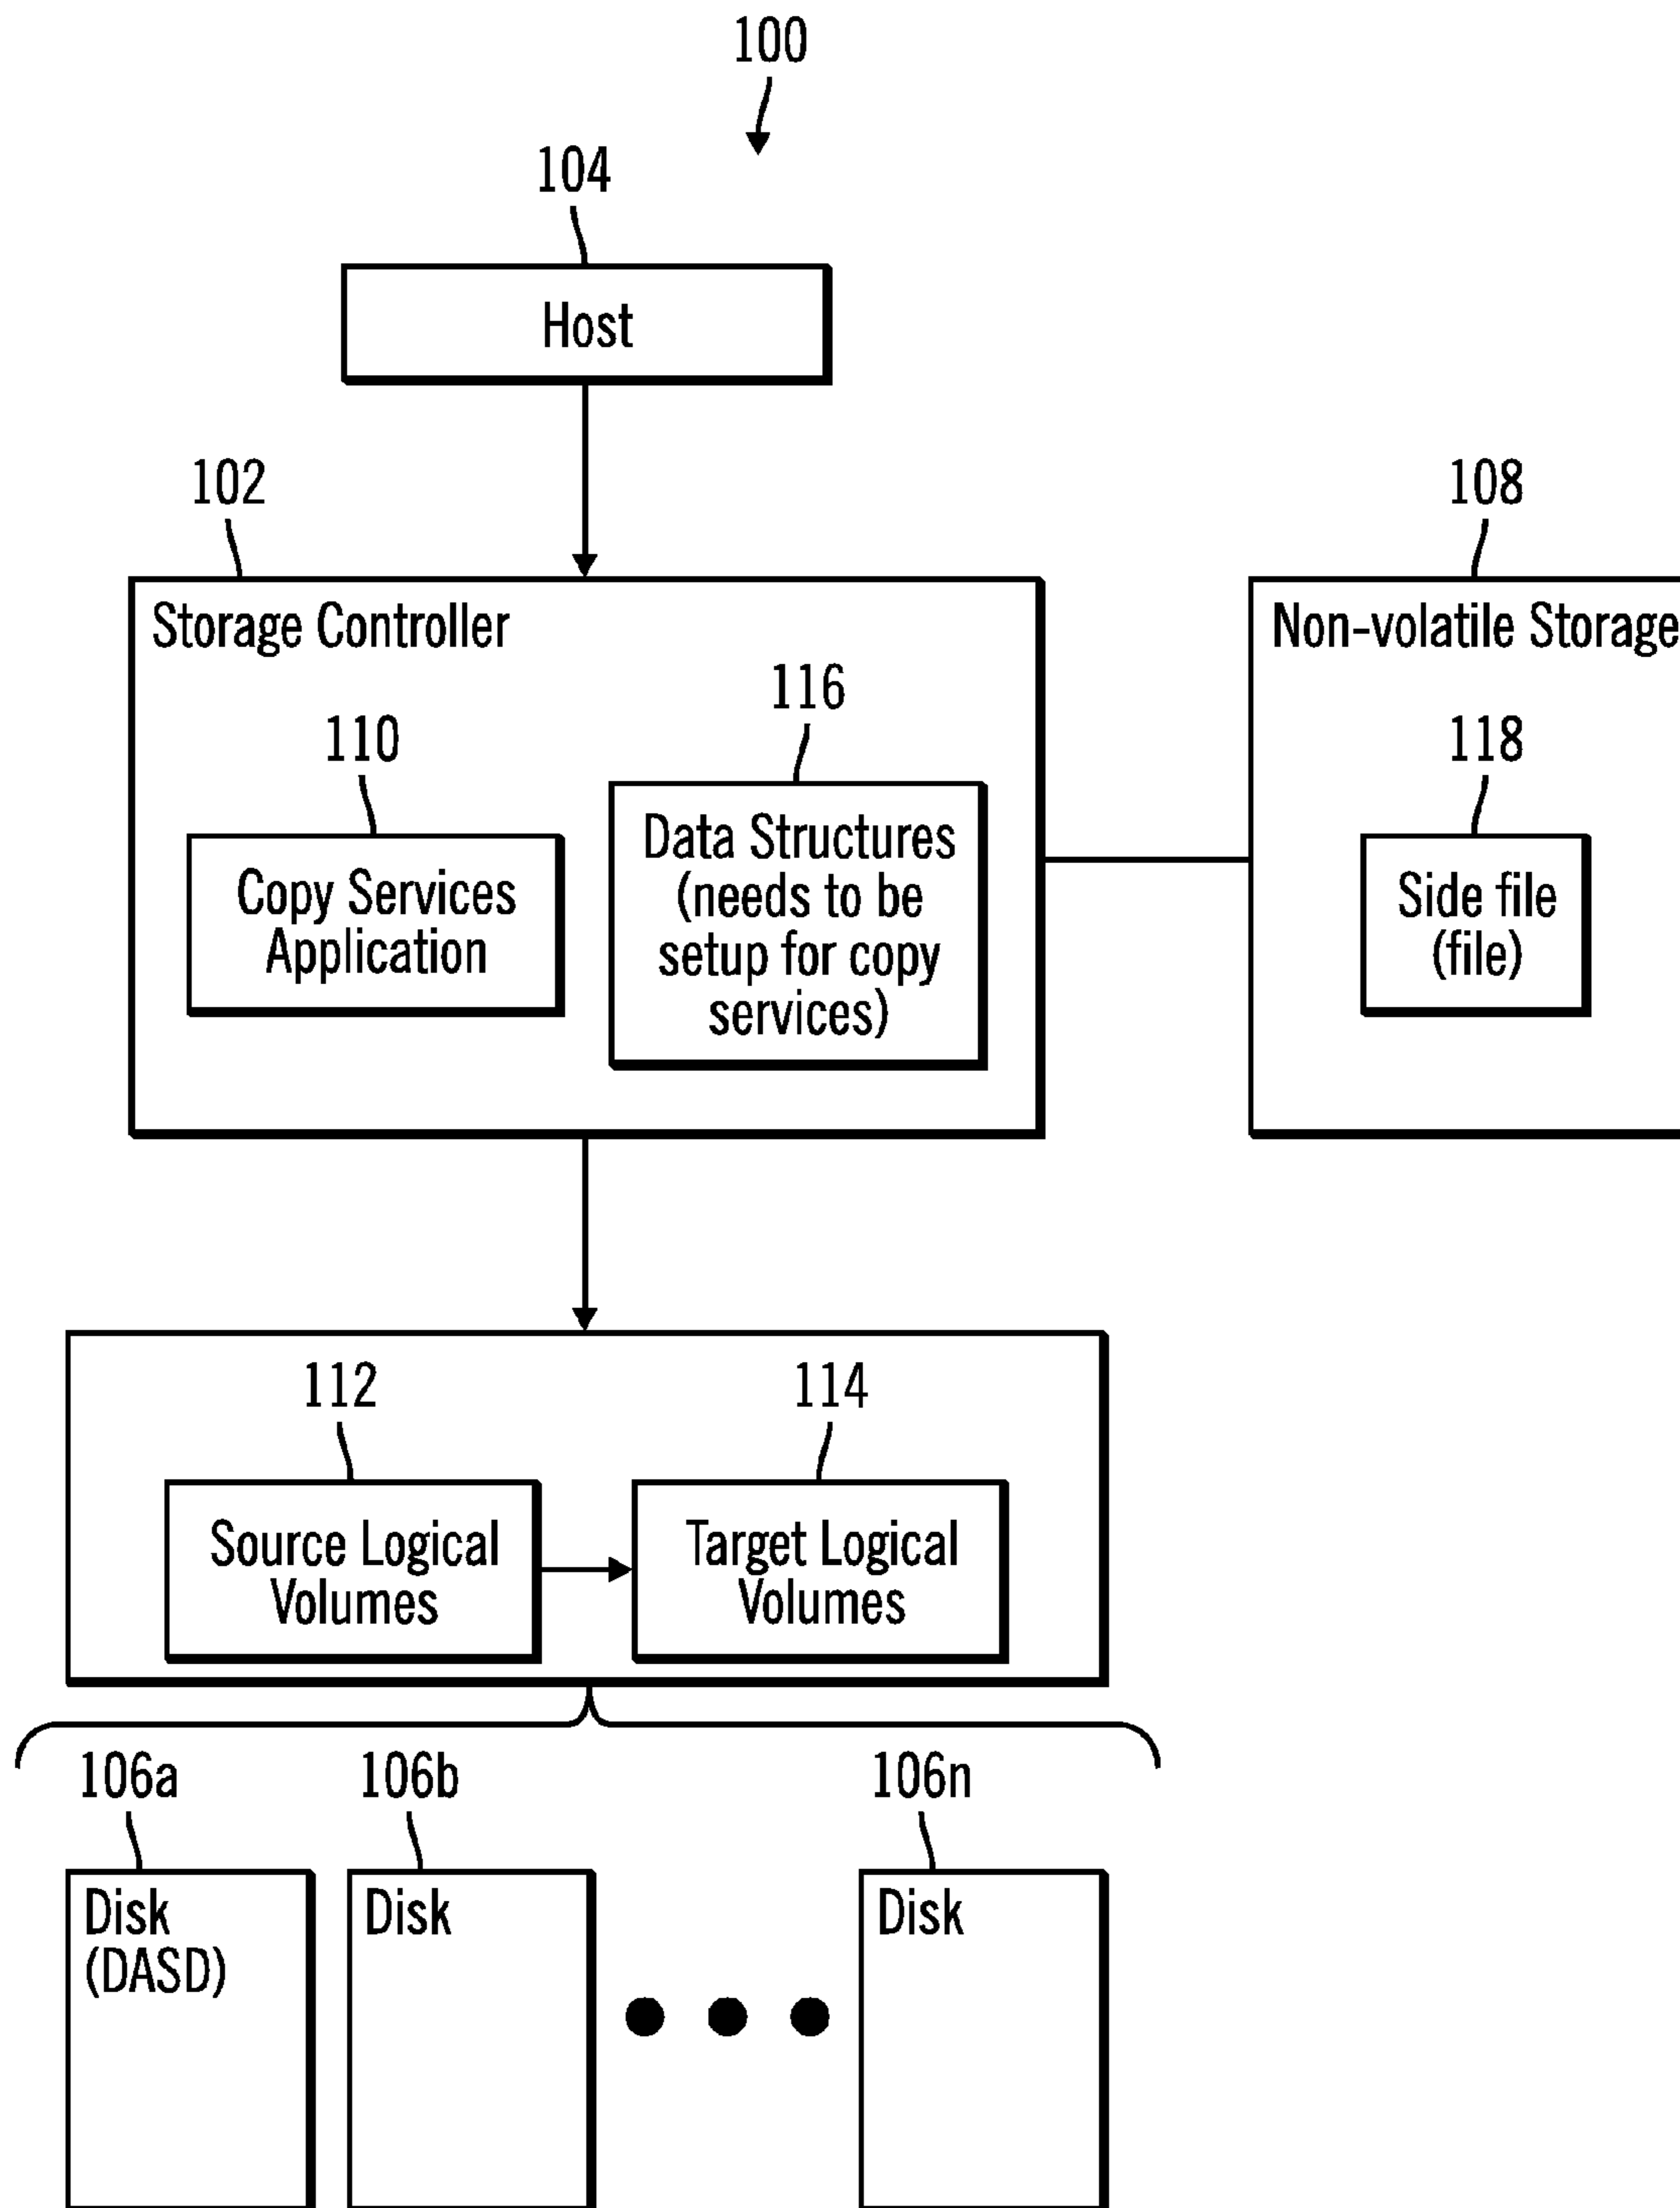 100
104
Host
102
108
Storage Controller
Non-volatile Storage
116
110
118
Data Structures
(needs to be
setup for copy
services)
Copy Services
Application
Side file
(file)
112
114
Source Logical
Volumes
Target Logical
Volumes
106a
106b
106n
Disk
(DASD)
Disk
Disk